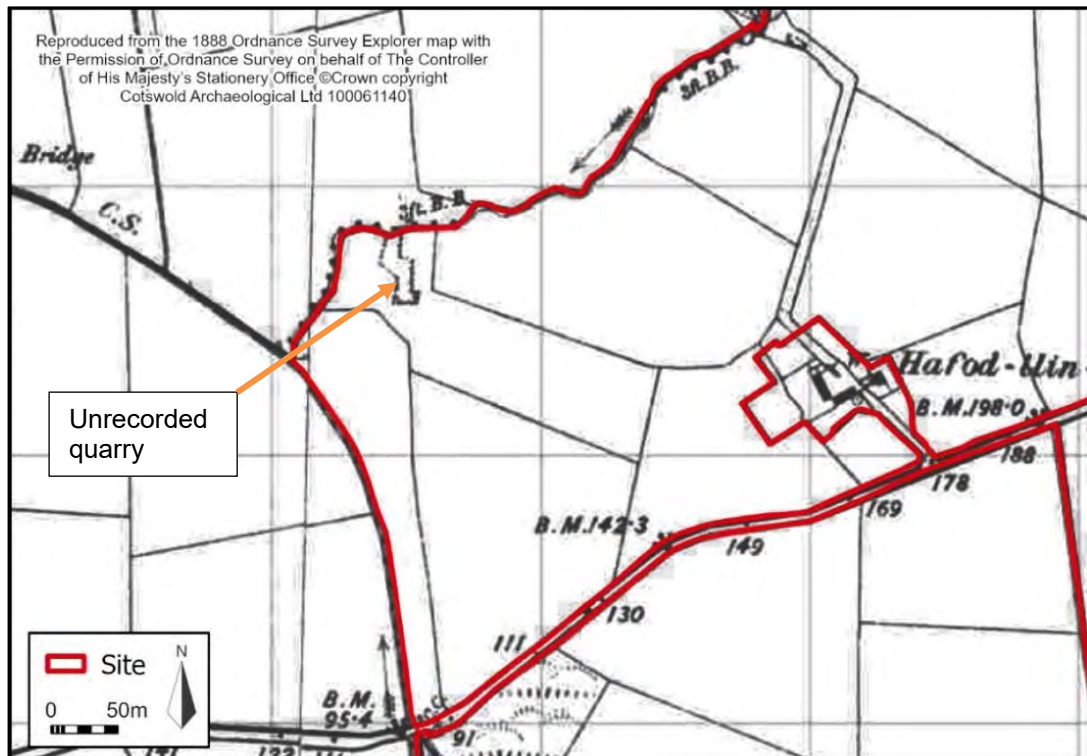 Reproduced from the 1888 Ordnance Survey Explorer map with
the Permission of Ordnance Survey on behalf of The Controller
of His Majesty's Stationery Office ©Crown copyright
Cotswold Archaeological Ltd 100061140
3ft. B.B.
Bridge
C.S.
3ft. B.B.
Hafod-llin-
B.M.198·0
Unrecorded
quarry
188
178
169
B.M.142·3
149
130
111
Site
N
0 50m
B.M.
95·4
91